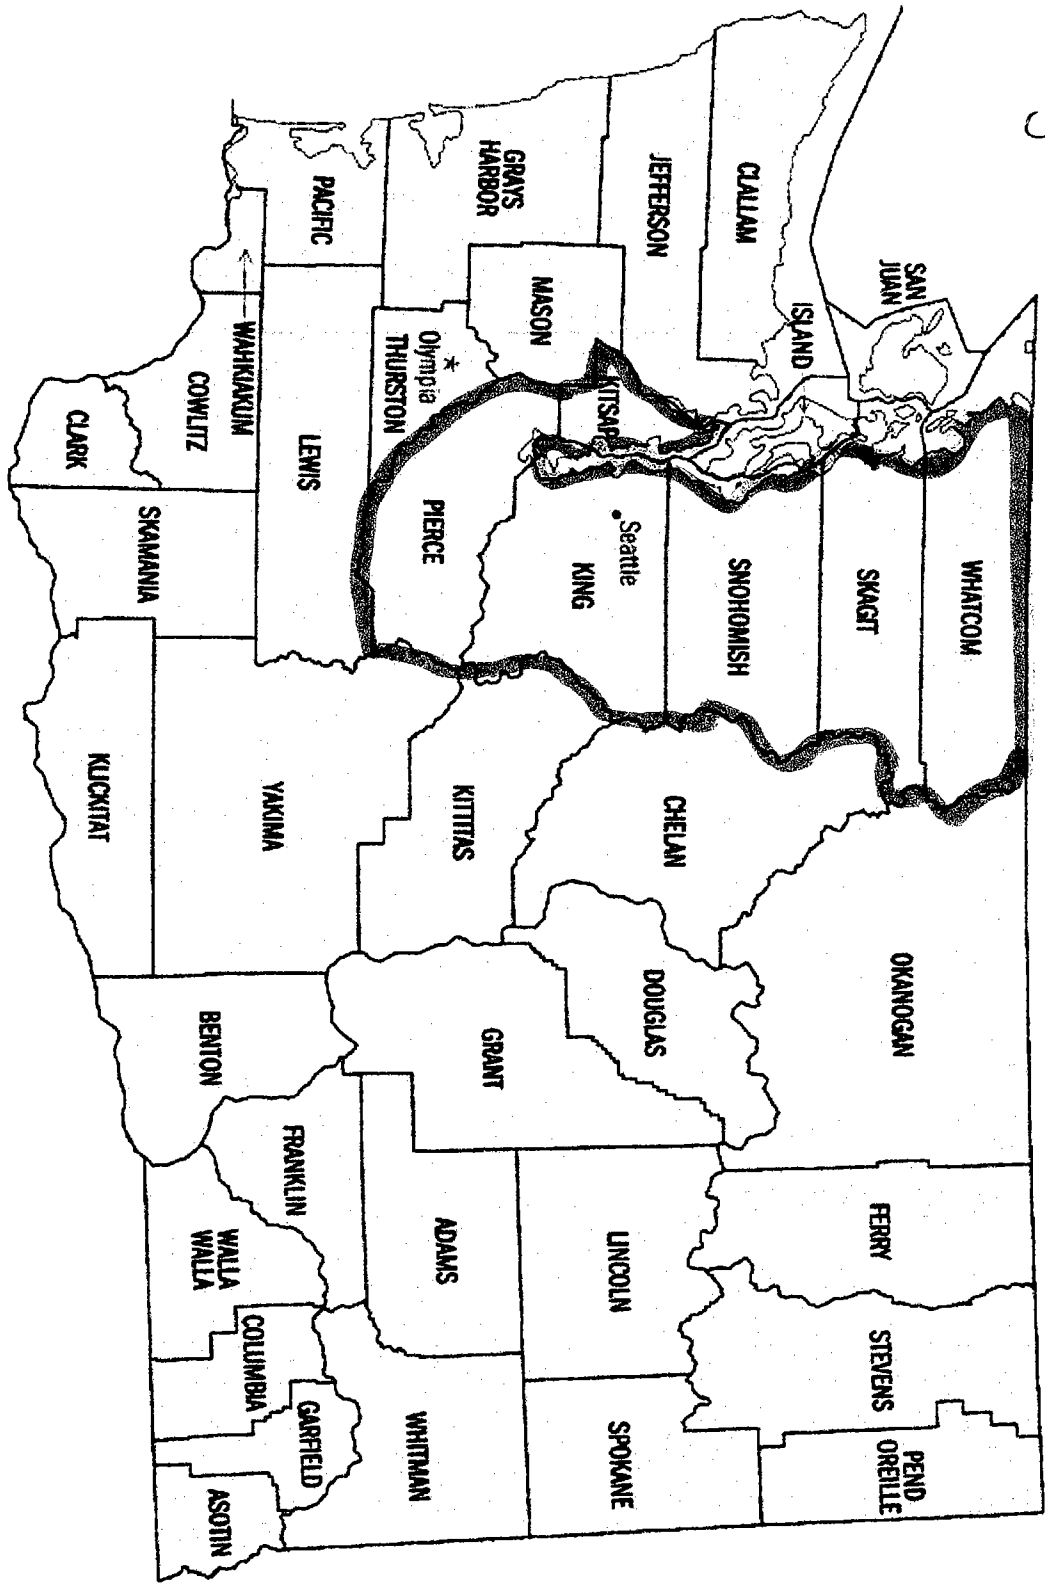 SAN
JUAN
WHATCOM
SKAGIT
ISLAND
CLALLAM
SNOHOMISH
JEFFERSON
KITSAP
Seattle
KING
MASON
GRAYS
HARBOR
Olympia
THURSTON
PIERCE
PACIFIC
LEWIS
WAHKIAKUM
COWLITZ
CLARK
SKAMANIA
OKANOGAN
CHELAN
DOUGLAS
KITTITAS
GRANT
YAKIMA
KLICKITAT
BENTON
FERRY
STEVENS
PEND
OREILLE
LINCOLN
SPOKANE
ADAMS
WHITMAN
FRANKLIN
WALLA
WALLA
COLUMBIA
GARFIELD
ASOTIN